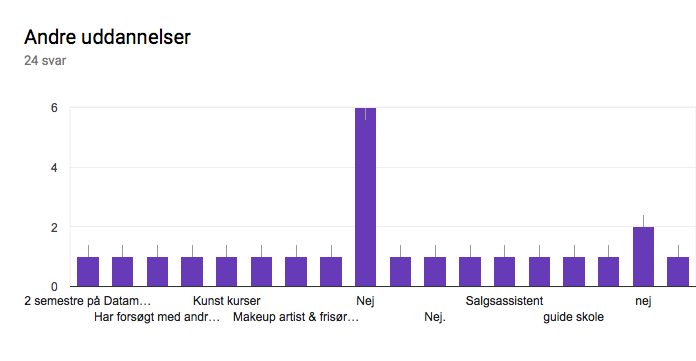 Andre uddannelser
24 svar
6
4
2
0
2 semestre på Datam…
Kunst kurser
Nej
Salgsassistent
nej
Har forsøgt med andr…
Makeup artist & frisør…
Nej.
guide skole